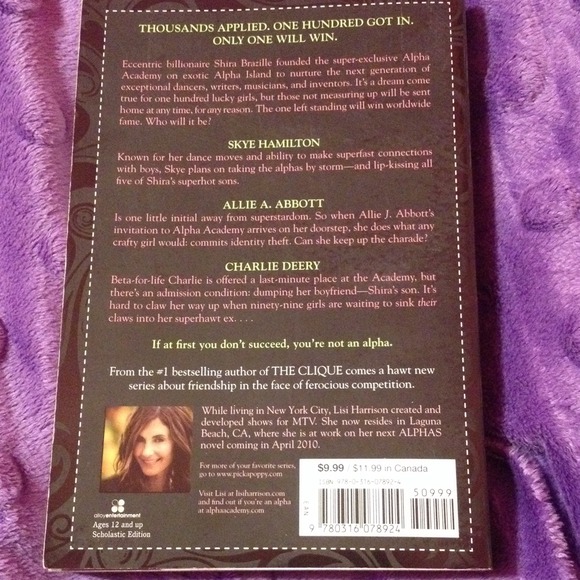 THOUSANDS APPLIED. ONE HUNDRED GOT IN.
ONLY ONE WILL WIN.
Eccentric billionaire Shira Brazille founded the super-exclusive Alpha
Academy on exotic Alpha Island to nurture the next generation of
exceptional dancers, writers, musicians, and inventors. It's a dream come
true for one hundred lucky girls, but those not measuring up will be sent
home at any time, for any reason. The one left standing will win worldwide
fame. Who will it be?
SKYE HAMILTON
Known for her dance moves and ability to make superfast connections
with boys, Skye plans on taking the alphas by storm—and lip-kissing all
five of Shira's superhot sons.
ALLIE A. ABBOTT
Is one little initial away from superstardom. So when Allie J. Abbott's
invitation to Alpha Academy arrives on her doorstep, she does what any
crafty girl would: commits identity theft. Can she keep up the charade?
CHARLIE DEERY
Beta-for-life Charlie is offered a last-minute place at the Academy, but
there's an admission condition: dumping her boyfriend—Shira's son. It's
hard to claw her way up when ninety-nine girls are waiting to sink their
claws into your superhawt ex. . . .
If at first you don't succeed, you're not an alpha.
From the #1 bestselling author of THE CLIQUE comes a hawt new
series about friendship in the face of ferocious competition.
While living in New York City, Lisi Harrison created and
developed shows for MTV. She now resides in Laguna
Beach, CA, where she is at work on her next ALPHAS
novel coming in April 2010.
For more of your favorite series,
go to www.pickapoppy.com
Visit Lisi at lisiharrison.com
and find out if you're an alpha
at alphaacademy.com.
alloyentertainment
Ages 12 and up
Scholastic Edition
$9.99 / $11.99 in Canada
ISBN 978-0-316-07892-4
50999
EAN
9 780316 078924